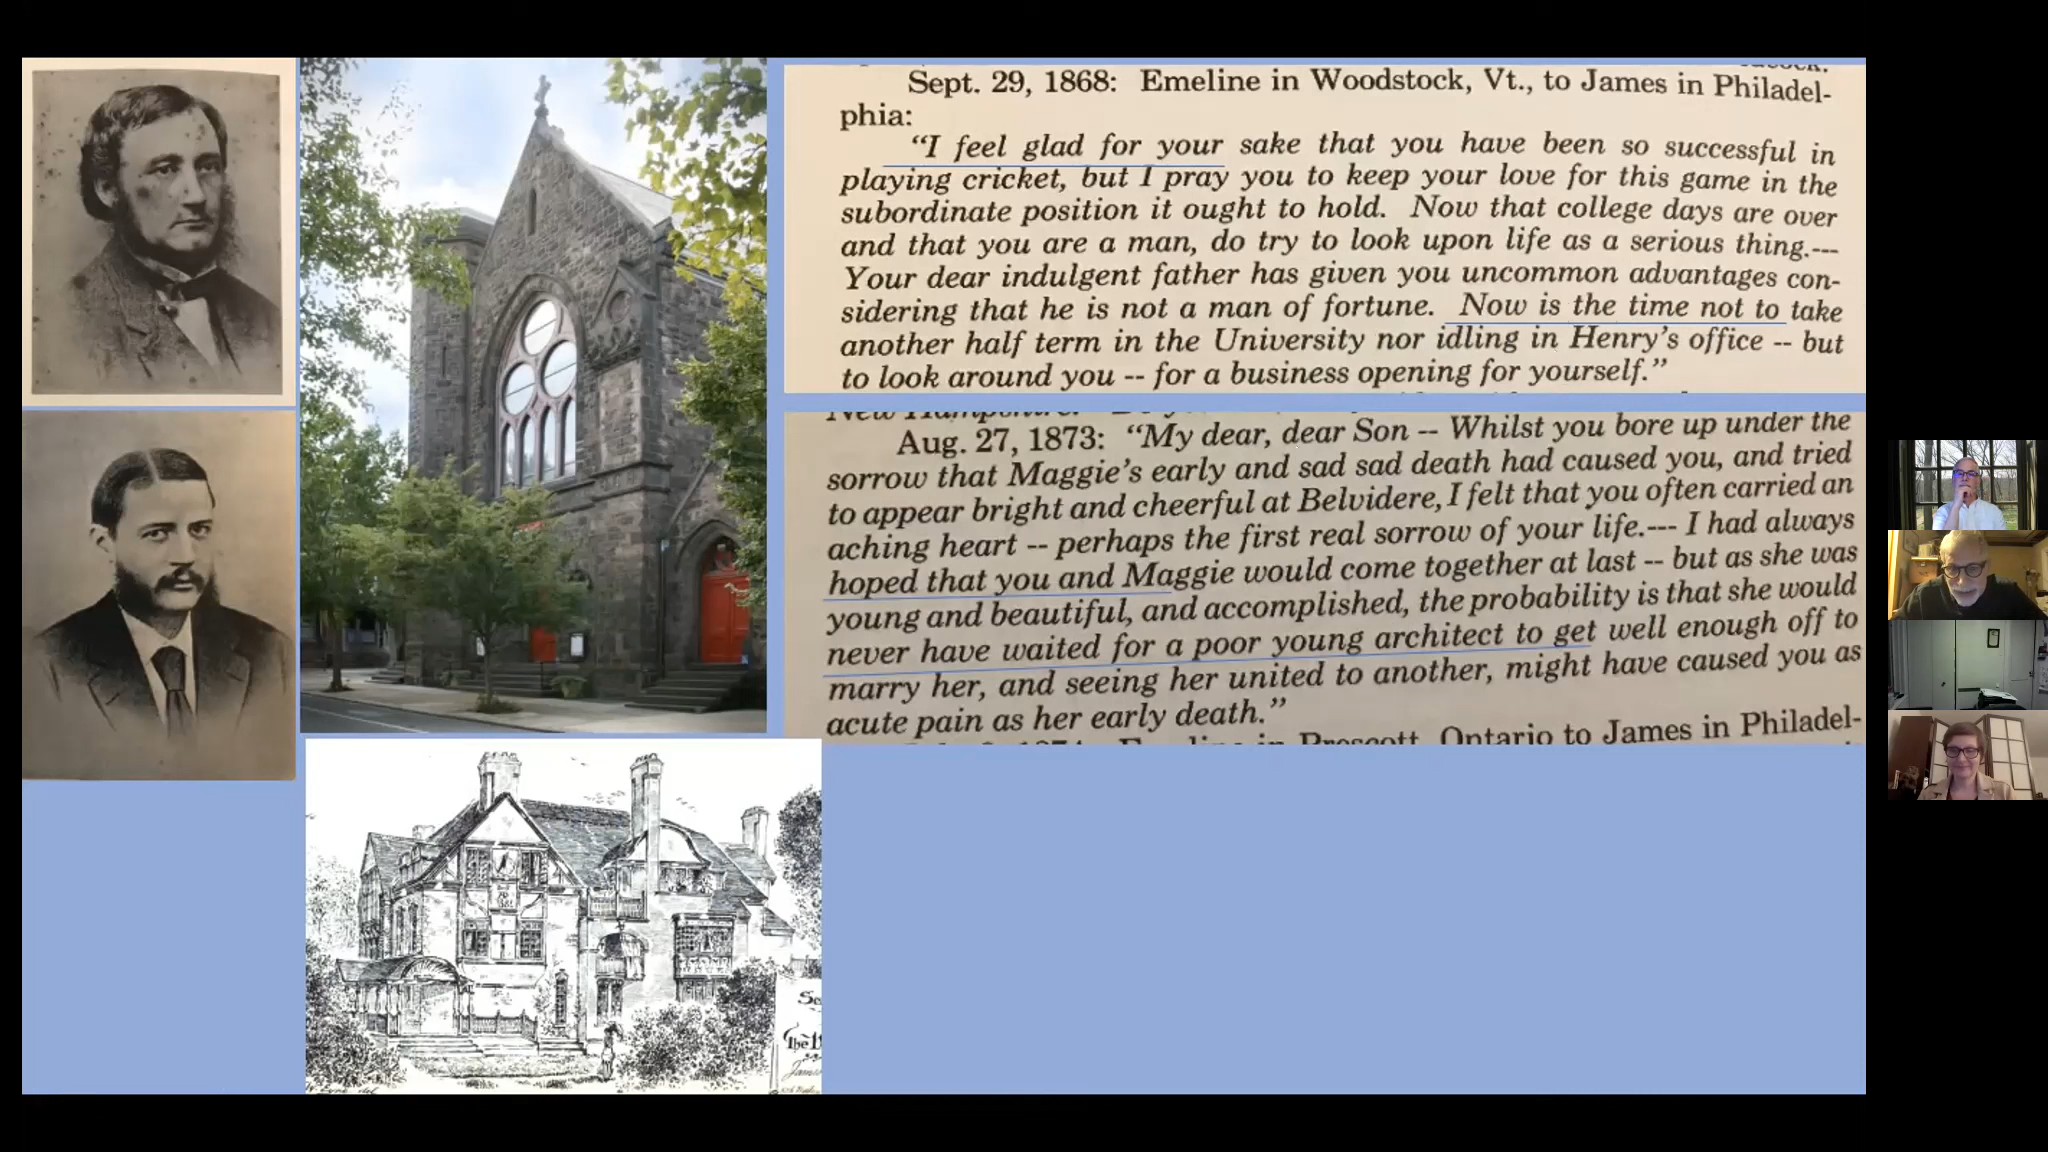 Sept. 29, 1868: Emeline in Woodstock, Vt., to James in Philadel-
phia:
“I feel glad for your sake that you have been so successful in
playing cricket, but I pray you to keep your love for this game in the
subordinate position it ought to hold. Now that college days are over
and that you are a man, do try to look upon life as a serious thing.---
Your dear indulgent father has given you uncommon advantages con-
sidering that he is not a man of fortune. Now is the time not to take
another half term in the University nor idling in Henry’s office -- but
to look around you -- for a business opening for yourself.”
Aug. 27, 1873: “My dear, dear Son -- Whilst you bore up under the
sorrow that Maggie’s early and sad sad death had caused you, and tried
to appear bright and cheerful at Belvidere, I felt that you often carried an
aching heart -- perhaps the first real sorrow of your life.--- I had always
hoped that you and Maggie would come together at last -- but as she was
young and beautiful, and accomplished, the probability is that she would
never have waited for a poor young architect to get well enough off to
marry her, and seeing her united to another, might have caused you as
acute pain as her early death.”
Emeline in Prescott, Ontario to James in Philadel-
The